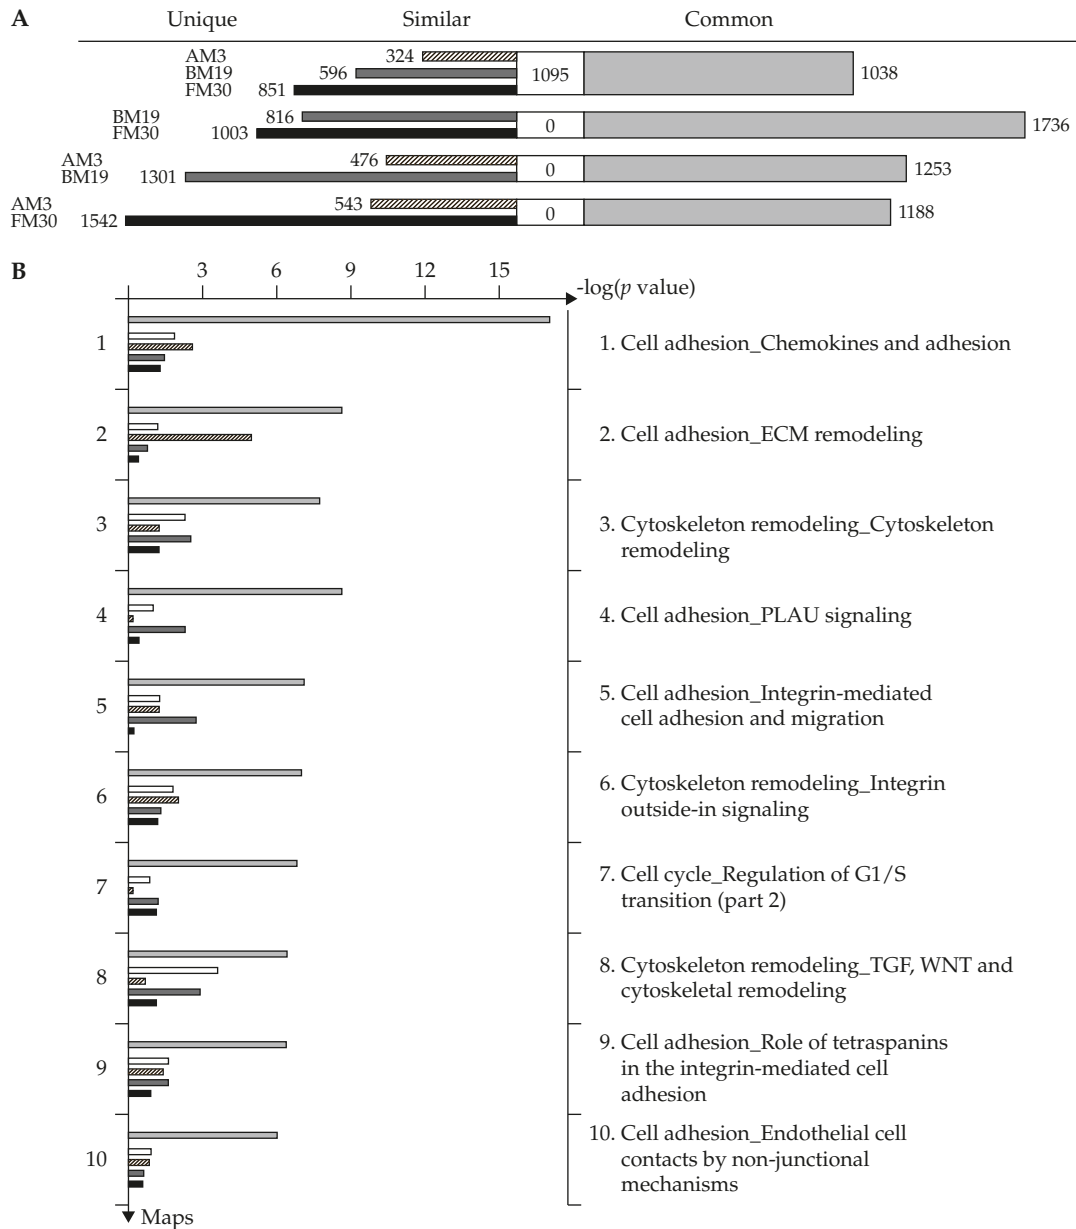 A
Unique Similar Common
AM3 324
BM19 596 1095 1038
FM30 851
BM19 816
FM30 1003 0 1736
AM3 476
BM19 1301 0 1253
AM3 543
FM30 1542 0 1188
B
3 6 9 12 15
-log(p value)
1 1. Cell adhesion_Chemokines and adhesion
2 2. Cell adhesion_ECM remodeling
3 3. Cytoskeleton remodeling_Cytoskeleton
remodeling
4 4. Cell adhesion_PLAU signaling
5 5. Cell adhesion_Integrin-mediated
cell adhesion and migration
6 6. Cytoskeleton remodeling_Integrin
outside-in signaling
7 7. Cell cycle_Regulation of G1/S
transition (part 2)
8 8. Cytoskeleton remodeling_TGF, WNT and
cytoskeletal remodeling
9 9. Cell adhesion_Role of tetraspanins
in the integrin-mediated cell
adhesion
10 10. Cell adhesion_Endothelial cell
contacts by non-junctional
mechanisms
Maps